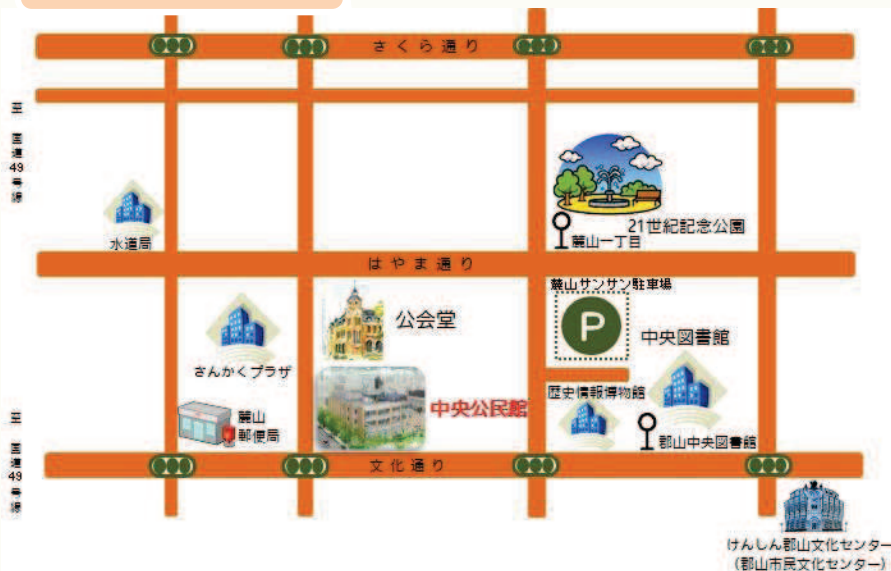 さくら通り
至 国道49号線
21世紀記念公園
麓山一丁目
水道局
はやま通り
麓山サンサン駐車場
P
公会堂
中央図書館
さんかくプラザ
歴史情報博物館
中央公民館
麓山
郵便局
郡山中央図書館
至 国道49号線
文化通り
けんしん郡山文化センター
(郡山市民文化センター)